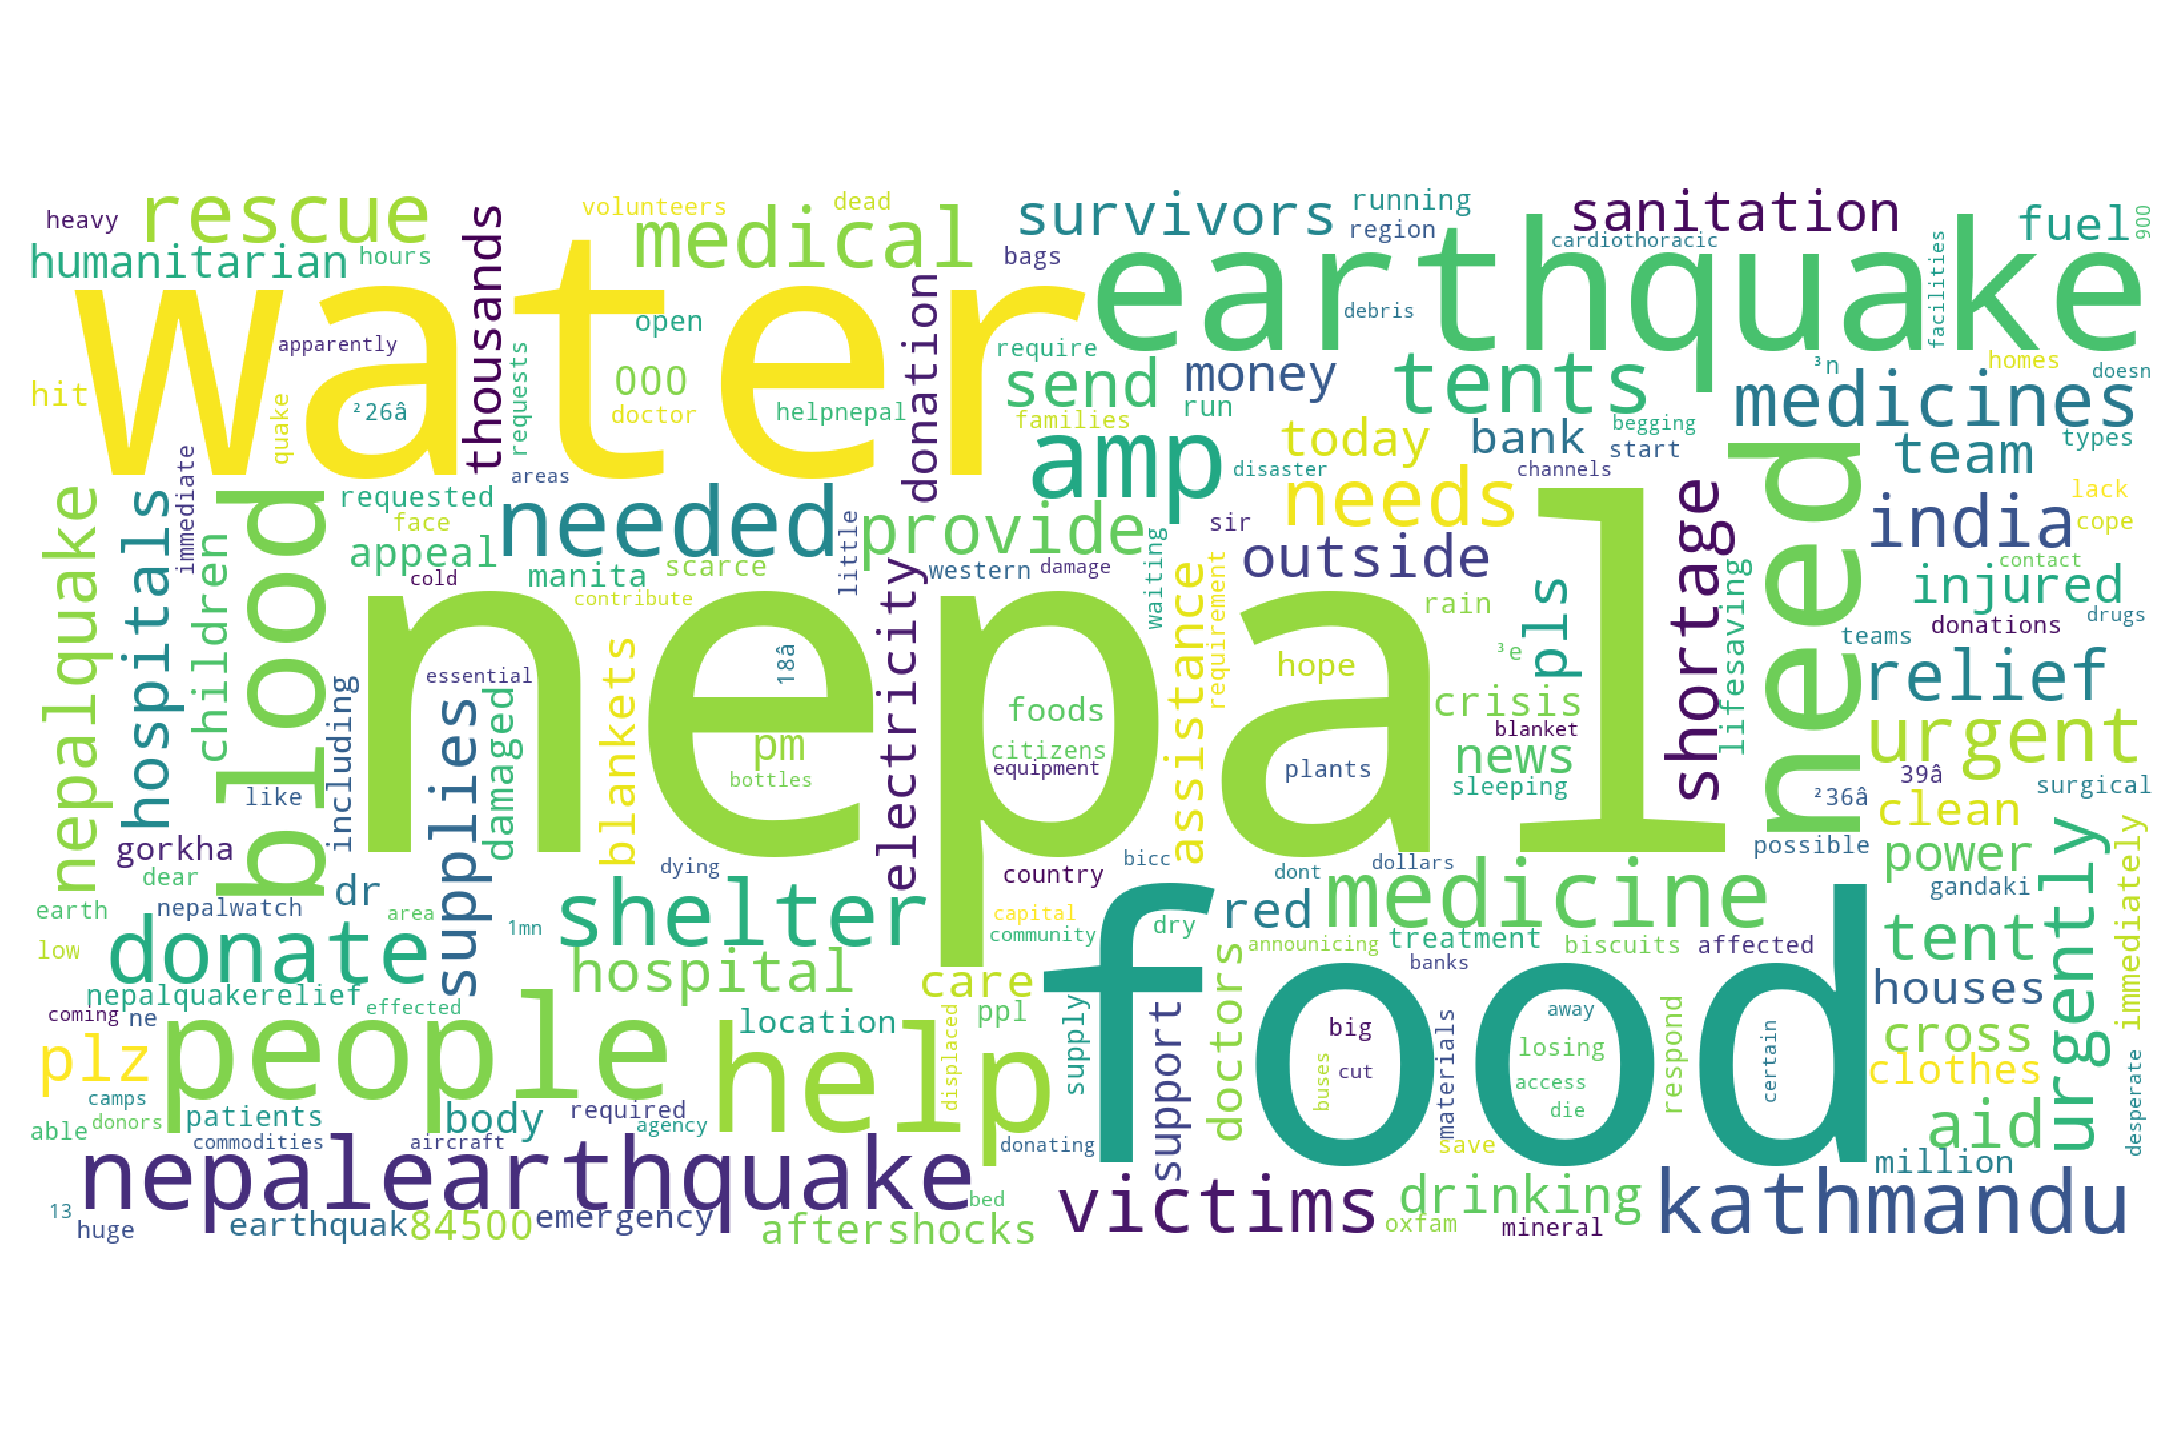 heavy
rescue
thousands
volunteers
dead
medical
survivors
running
region
sanitation
fuel
900
humanitarian
hours
bags
cardiothoracic
facilities
water
earthquake
apparently
open
donation
debris
require
hit
quake
²26â
requests
000
doctor
helpnepal
send
families
money
run
tents
³n
homes
doesn
medicines
begging
types
amp
today
bank
start
team
disaster
channels
areas
immediate
nepalquake
hospitals
blood
requested
face
needed
appeal
cold
manita
scarce
contribute
little
provide
sir
western
damage
waiting
needs
outside
requirement
shortage
need
india
lack
cope
contact
injured
lifesaving
drugs
donations
teams
children
nepal
electricity
assistance
pls
rain
³e
hope
relief
essential
18â
including
supplies
damaged
blankets
foods
crisis
blanket
urgent
pm
citizens
equipment
bottles
plants
news
sleeping
39â
surgical
like
²36â
clean
gorkha
dear
possible
power
urgently
immediately
dying
bicc
country
dont
dollars
medicine
gandaki
dr
nepalwatch
earth
area
1mn
shelter
capital
community
dry
red
low
donate
announicing
treatment
biscuits
affected
tent
banks
hospital
care
food
doctors
houses
nepalquakerelief
effected
coming
ne
people
location
ppl
supply
support
big
away
displaced
help
cut
losing
respond
certain
cross
plz
buses
materials
access
die
clothes
camps
able
donors
patients
commodities
body
required
agency
aircraft
donating
save
aid
desperate
nepalearthquake
million
bed
victims
drinking
kathmandu
13
huge
earthquak
84500
emergency
aftershocks
oxfam
mineral